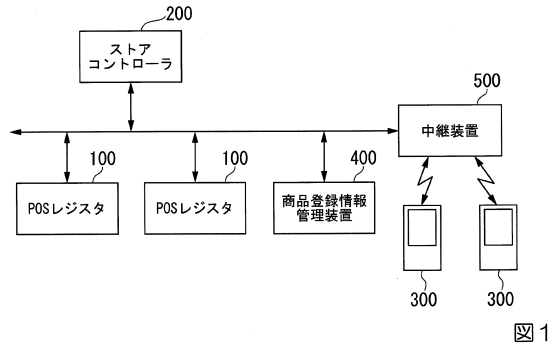 200
ストア
コントローラ
500
中継装置
100
POSレジスタ
100
POSレジスタ
400
商品登録情報
管理装置
300
300
図1